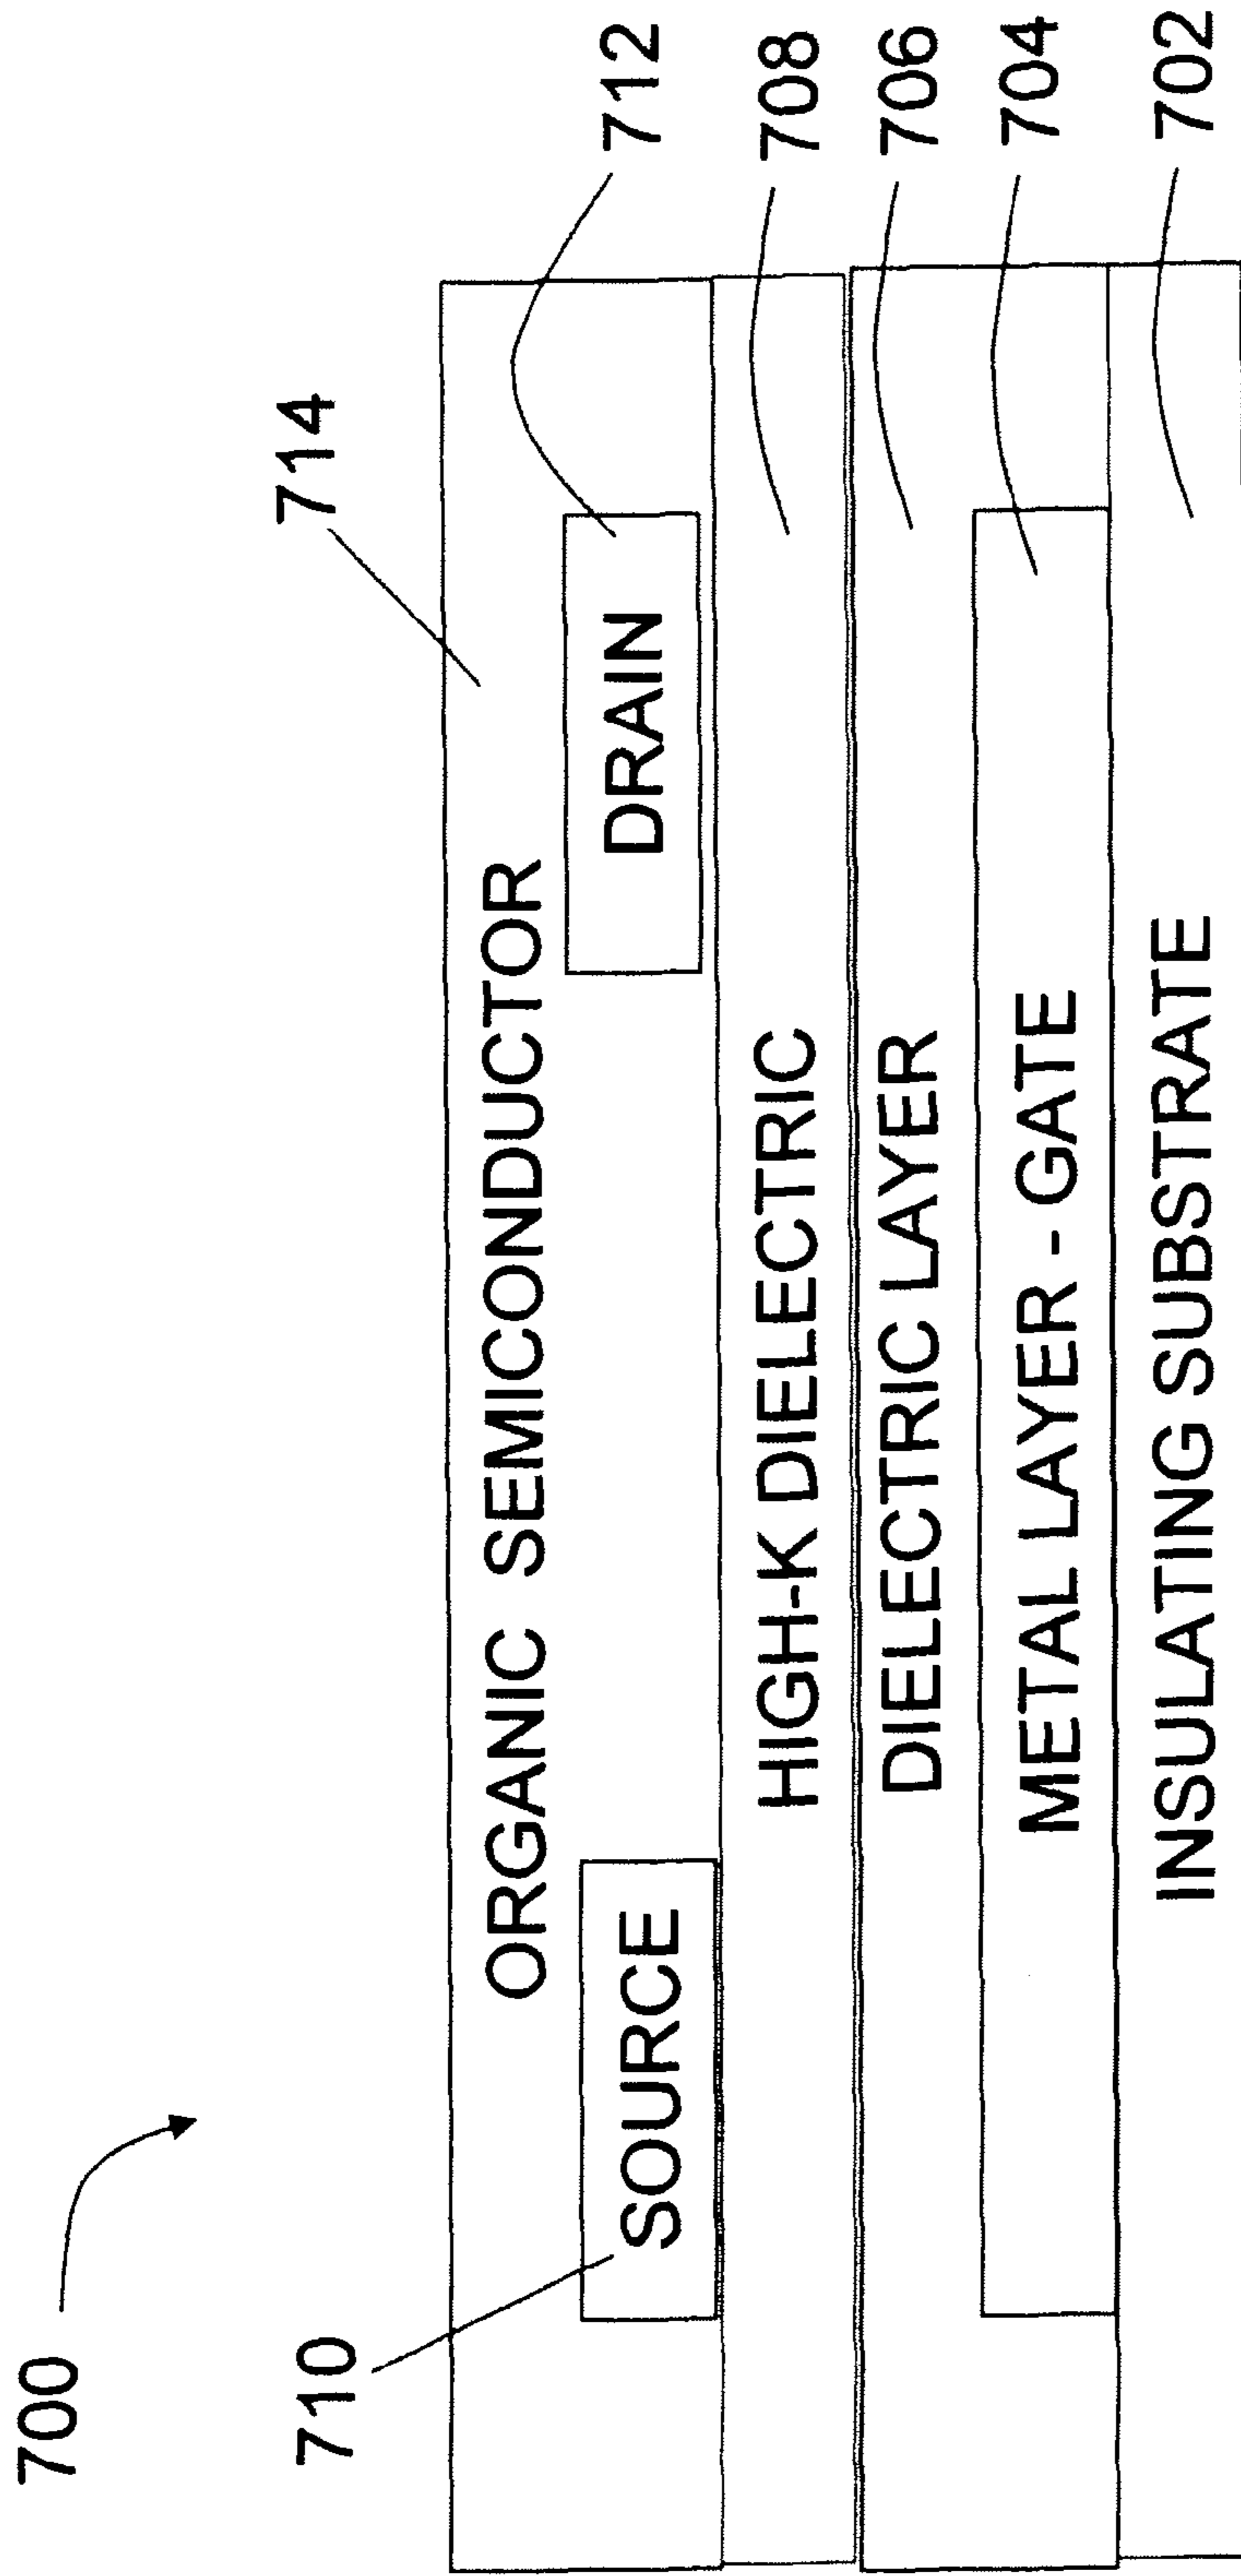 700
714
710
712
ORGANIC SEMICONDUCTOR
SOURCE
DRAIN
HIGH-K DIELECTRIC
708
DIELECTRIC LAYER
706
METAL LAYER - GATE
704
INSULATING SUBSTRATE
702